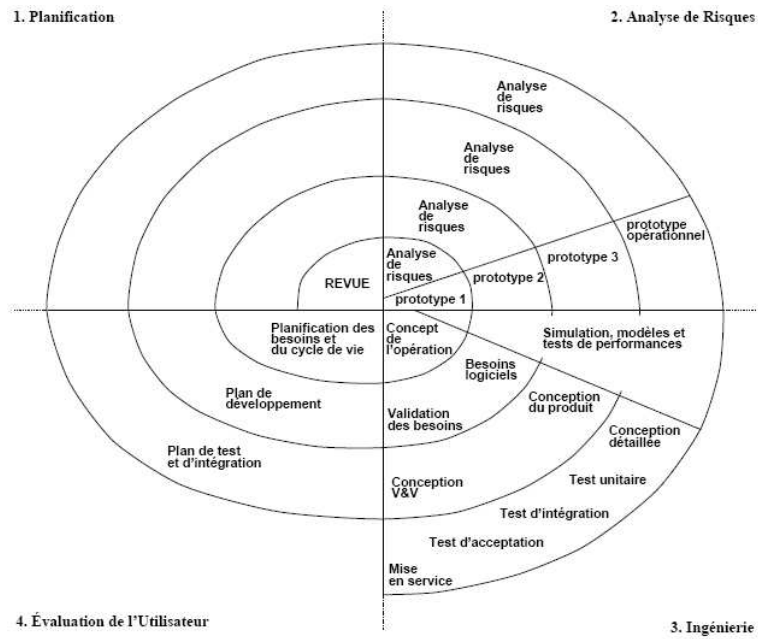 1. Planification
2. Analyse de Risques
Analyse
de
risques
Analyse
de
risques
Analyse
de
risques
Analyse
de
risques
prototype
opérationnel
prototype 3
prototype 2
prototype 1
REVUE
Planification des
besoins et
du cycle de vie
Concept
de
l'opération
Simulation, modèles et
tests de performances
Besoins
logiciels
Conception
du produit
Conception
détaillée
Plan de
développement
Validation
des besoins
Plan de test
et d'intégration
Conception
V&V
Test unitaire
Test d'intégration
Test d'acceptation
Mise
en service
4. Évaluation de l'Utilisateur
3. Ingénierie